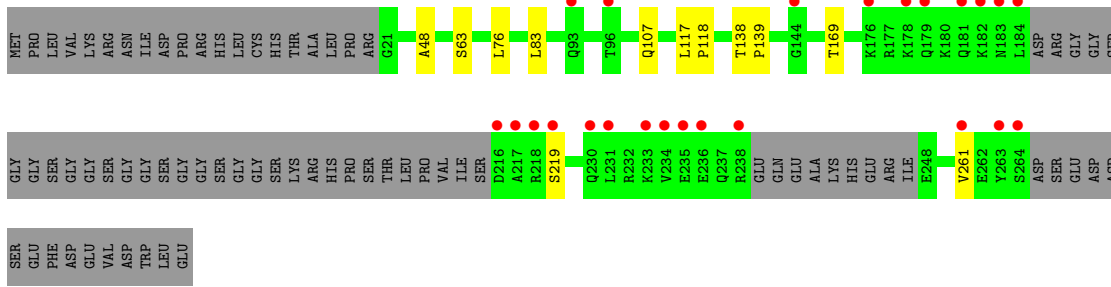 MET PRO LEU VAL LYS ARG ASN ILE ASP PRO ARG HIS LEU CYS HIS THR ALA LEU PRO ARG G21 A48 S63 L76 L83 Q93 T96 Q107 L117 P118 T138 P139 G144 T169 K176 R177 K178 Q179 K180 Q181 K182 N183 L184 ASP ARG GLY GLY
GLY GLY SER GLY GLY SER GLY GLY SER GLY GLY SER GLY GLY SER LYS ARG HIS PRO SER THR LEU PRO VAL ILE SER D216 A217 R218 S219 Q230 L231 R232 K233 V234 E235 E236 Q237 R238 GLU GLN GLU ALA LYS HIS GLU ARG ILE E248 V261 E262 Y263 S264 ASP SER GLU ASP
SER GLU PHE ASP GLU VAL ASP TRP LEU GLU